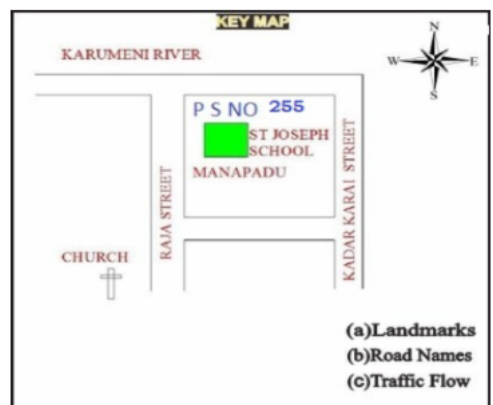 KEY MAP
KARUMENI RIVER
N
W
E
S
P S NO 255
ST JOSEPH
SCHOOL
MANAPADU
RAJA STREET
KADAR KARAI STREET
CHURCH
(a)Landmarks
(b)Road Names
(c)Traffic Flow